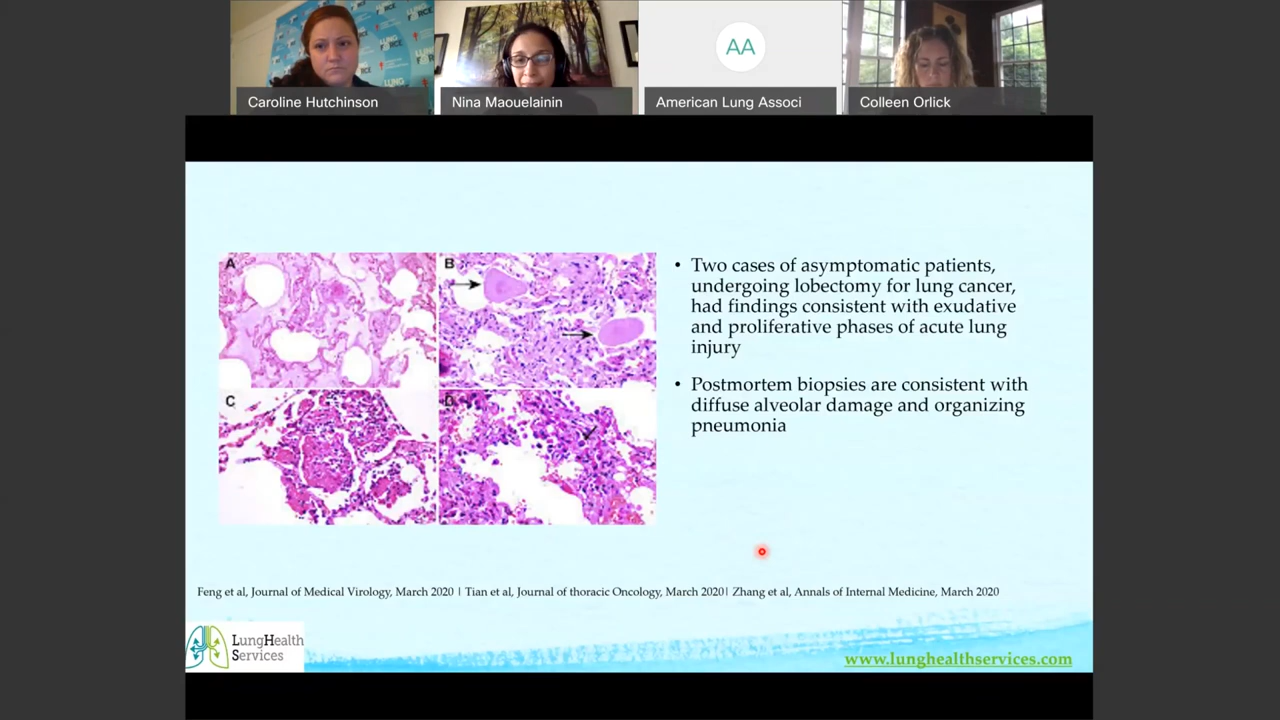 LUNG FORCE
Caroline Hutchinson
Nina Maouelainin
AA
American Lung Associ
Colleen Orlick
A
B
C
D
• Two cases of asymptomatic patients,
undergoing lobectomy for lung cancer,
had findings consistent with exudative
and proliferative phases of acute lung
injury
• Postmortem biopsies are consistent with
diffuse alveolar damage and organizing
pneumonia
Feng et al, Journal of Medical Virology, March 2020 | Tian et al, Journal of thoracic Oncology, March 2020| Zhang et al, Annals of Internal Medicine, March 2020
LungHealth
Services
www.lunghealthservices.com